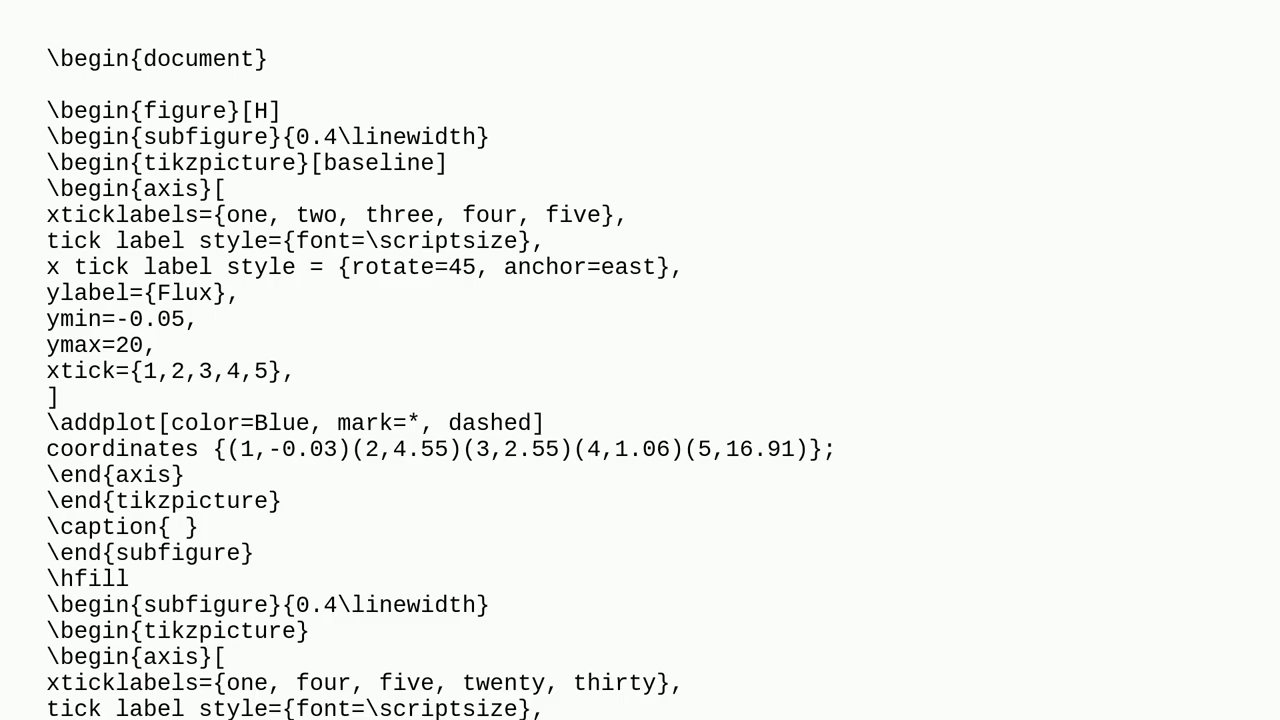 \begin{document}
\begin{figure}[H]
\begin{subfigure}{0.4\linewidth}
\begin{tikzpicture}[baseline]
\begin{axis}[
xticklabels={one, two, three, four, five},
tick label style={font=\scriptsize},
x tick label style = {rotate=45, anchor=east},
ylabel={Flux},
ymin=-0.05,
ymax=20,
xtick={1,2,3,4,5},
]
\addplot[color=Blue, mark=*, dashed]
coordinates {(1,-0.03)(2,4.55)(3,2.55)(4,1.06)(5,16.91)};
\end{axis}
\end{tikzpicture}
\caption{ }
\end{subfigure}
\hfill
\begin{subfigure}{0.4\linewidth}
\begin{tikzpicture}
\begin{axis}[
xticklabels={one, four, five, twenty, thirty},
tick label style={font=\scriptsize},